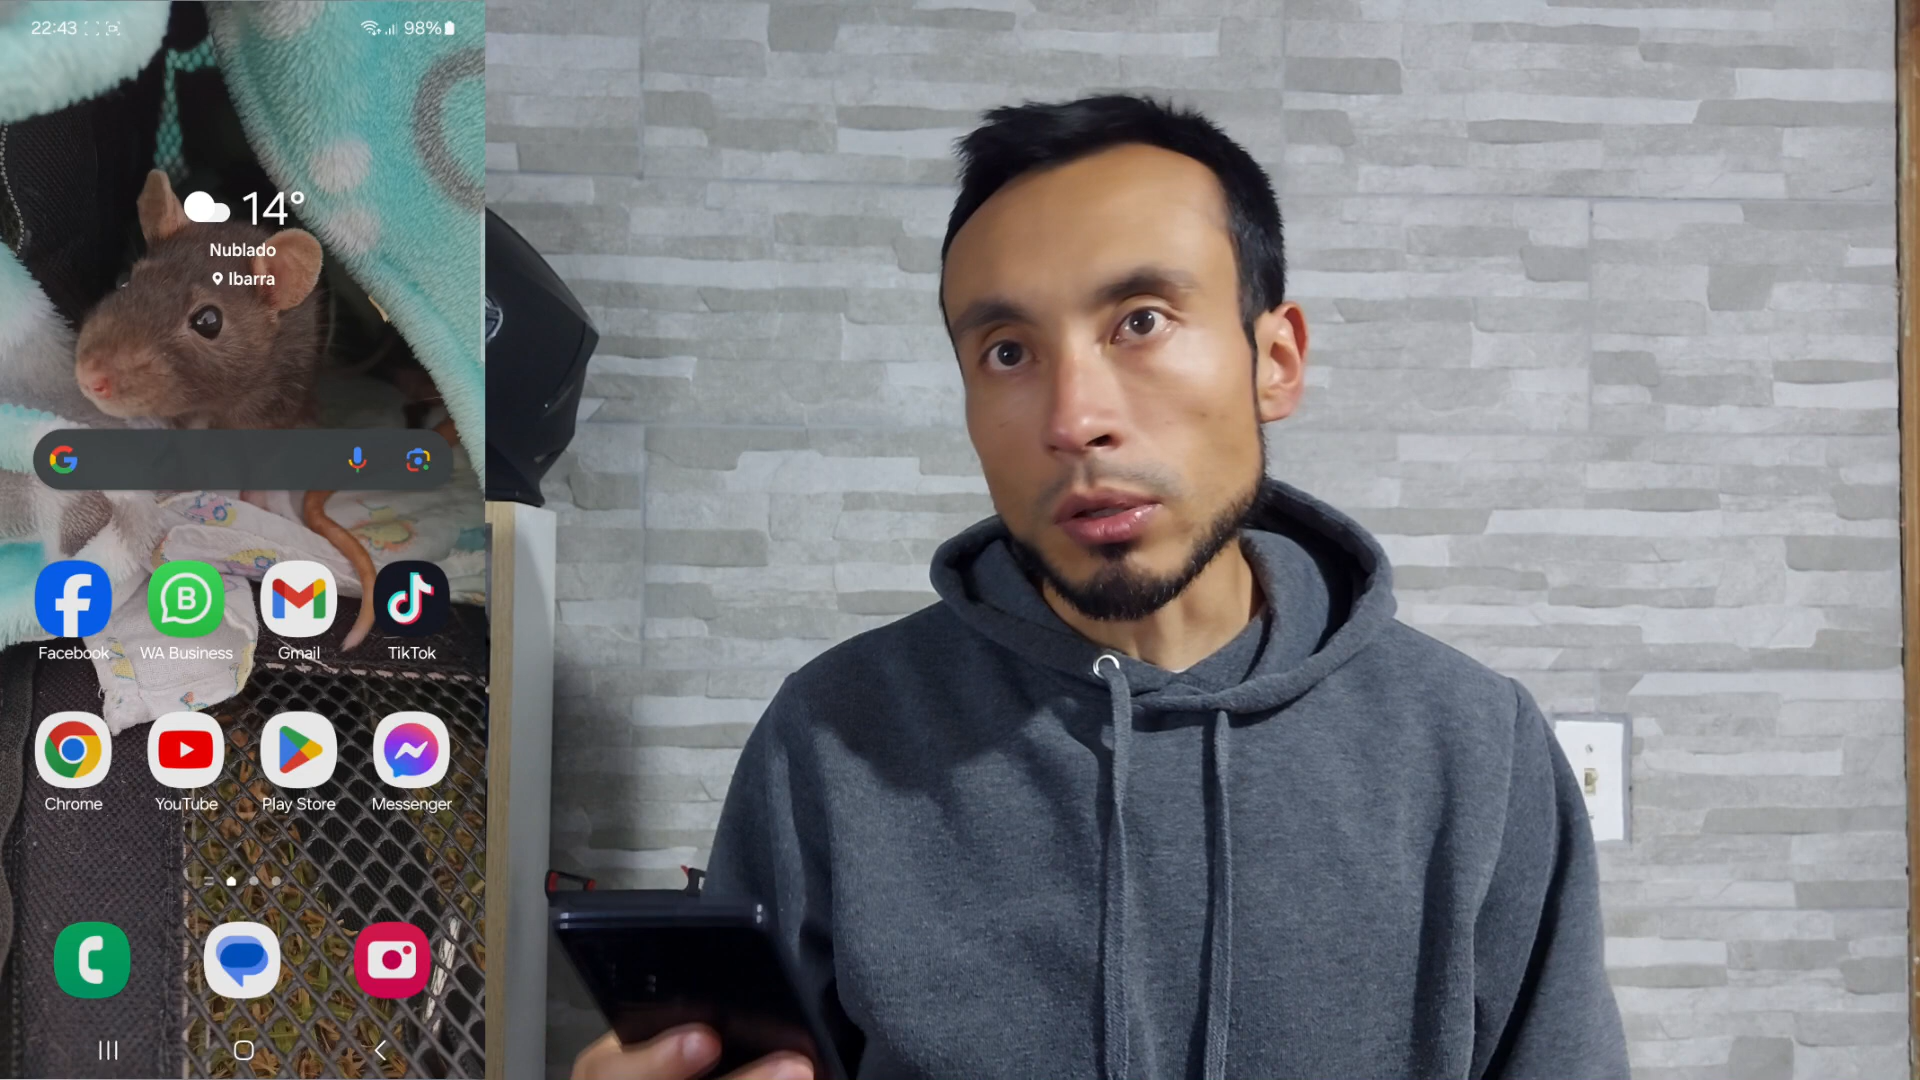 22:43
98%
14°
Nublado
Ibarra
Facebook
WA Business
Gmail
TikTok
Chrome
YouTube
Play Store
Messenger